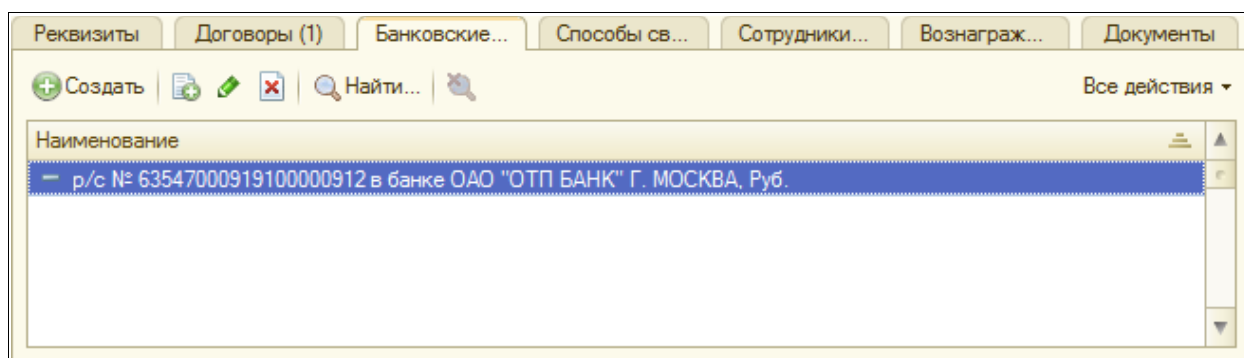 Реквизиты Договоры (1) Банковские... Способы св... Сотрудники... Вознаграж... Документы
Создать Найти... Все действия
Наименование
р/с № 63547000919100000912 в банке ОАО "ОТП БАНК" Г. МОСКВА, Руб.